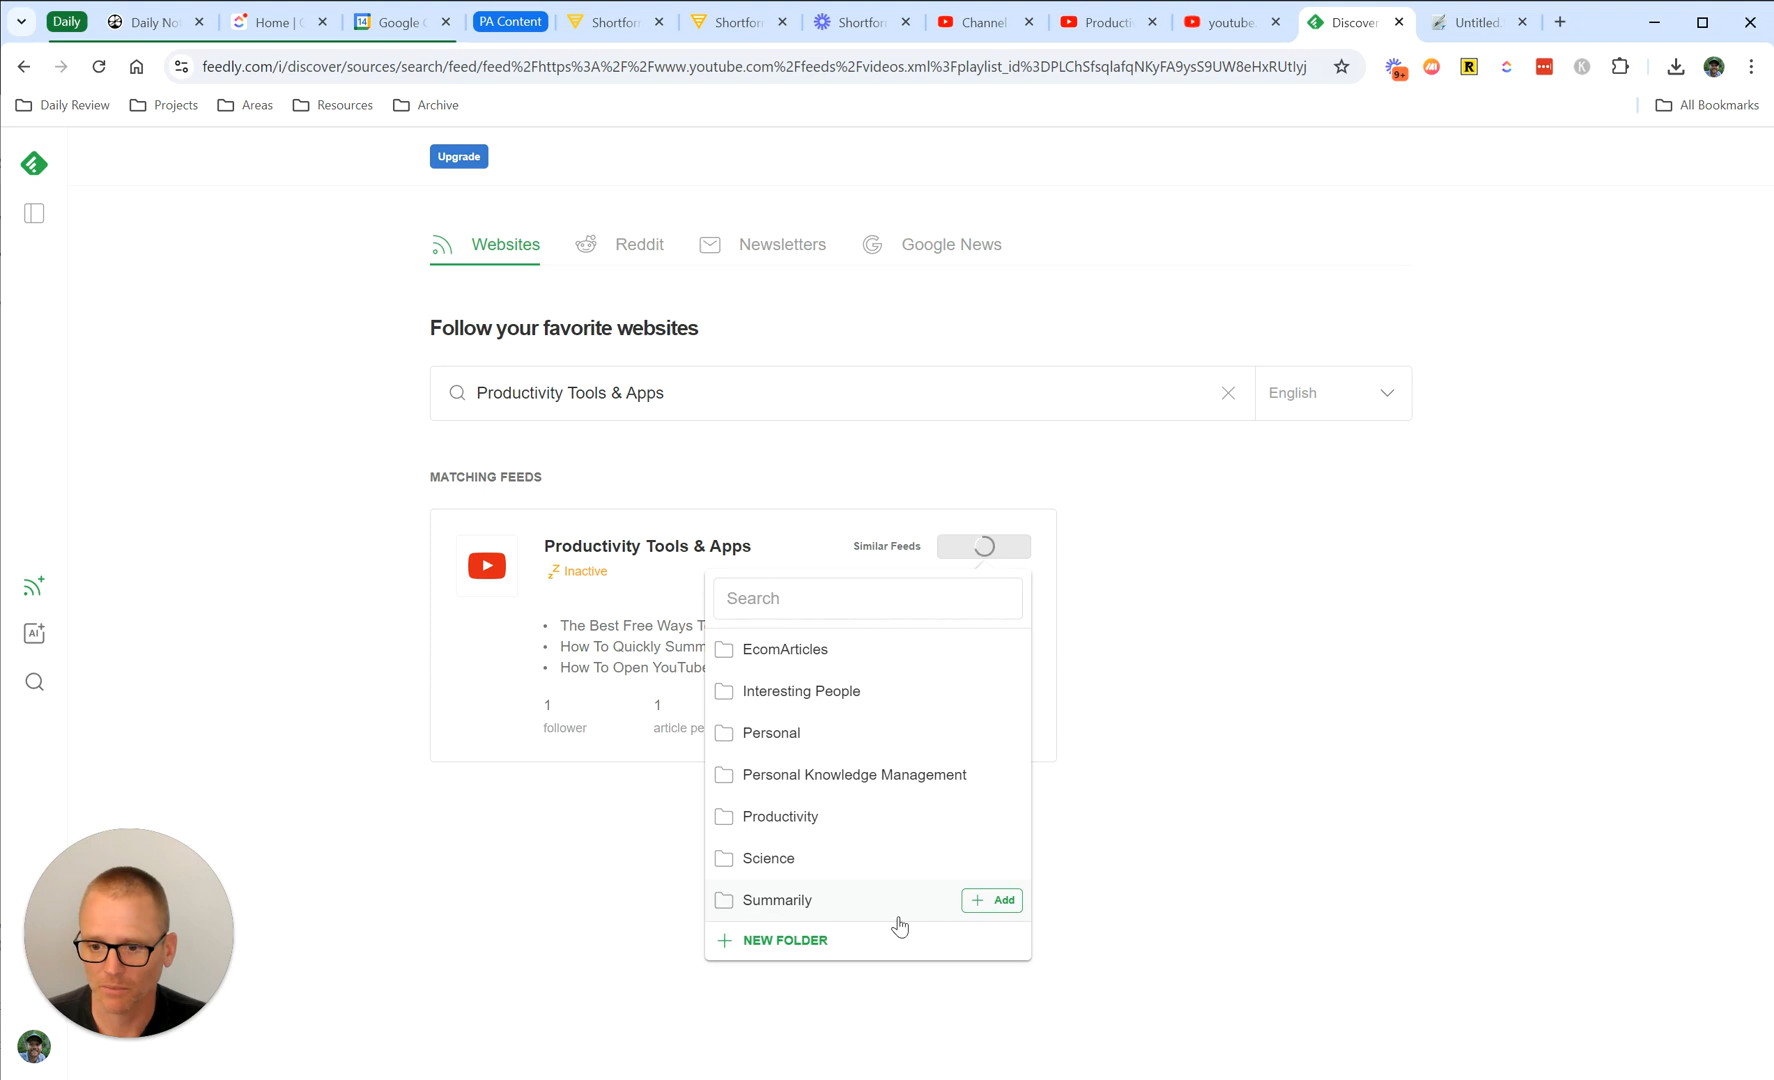 Daily
Daily No
Home | C
Google C
PA Content
Shortfor
Shortfor
Shortfor
Channel
Producti
youtube.
Discover
Untitled.
feedly.com/i/discover/sources/search/feed/feed%2Fhttps%3A%2F%2Fwww.youtube.com%2Ffeeds%2Fvideos.xml%3Fplaylist_id%3DPLChSfsqlafqNKyFA9ysS9UW8eHxRUtIyj
9+
R
K
Daily Review
Projects
Areas
Resources
Archive
All Bookmarks
Upgrade
Websites
Reddit
Newsletters
Google News
Follow your favorite websites
Productivity Tools & Apps
English
MATCHING FEEDS
Productivity Tools & Apps
Similar Feeds
Inactive
Search
The Best Free Ways T
How To Quickly Summ
How To Open YouTube
1
follower
1
article pe
EcomArticles
Interesting People
Personal
Personal Knowledge Management
Productivity
Science
Summarily
Add
NEW FOLDER
AI